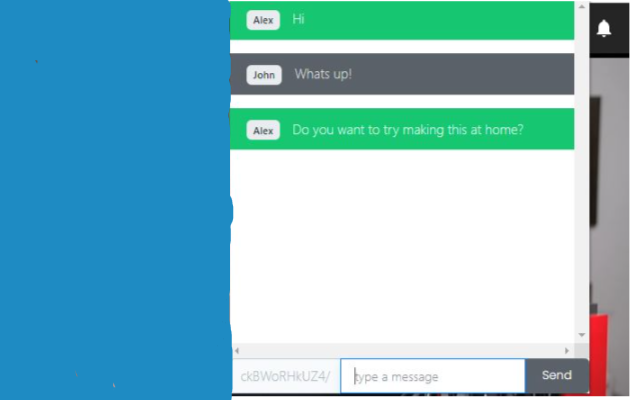 Alex Hi
John Whats up!
Alex Do you want to try making this at home?
ckBWoRHkUZ4/ type a message Send